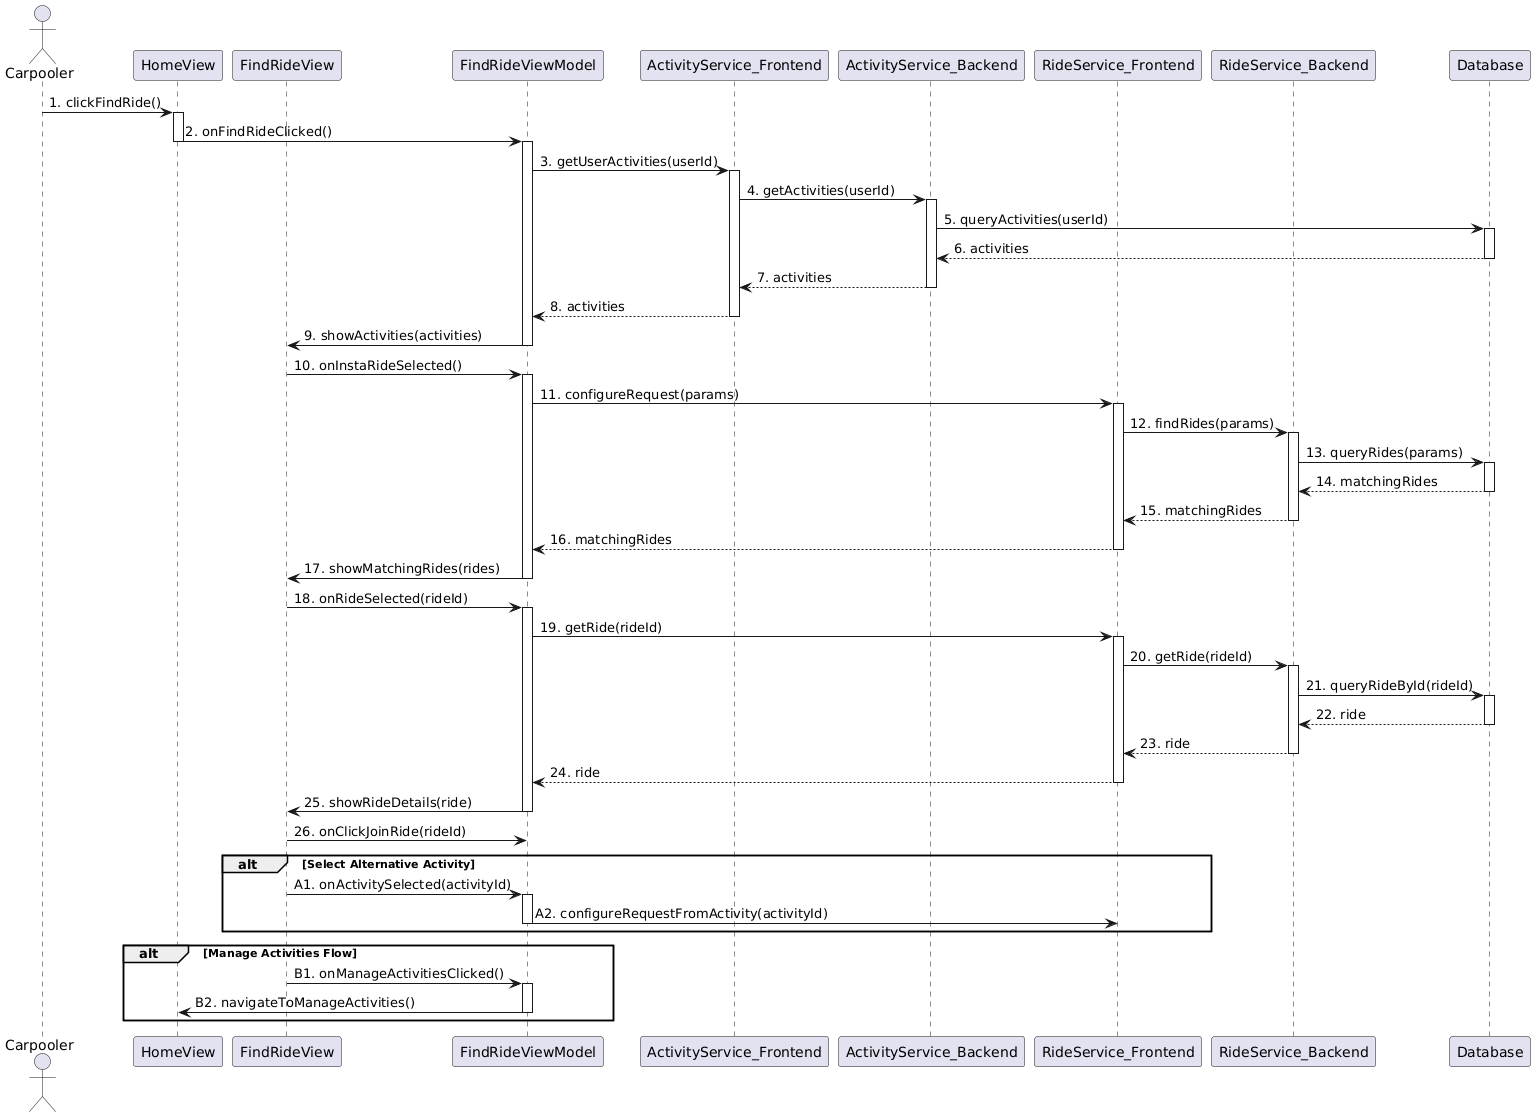 Carpooler
HomeView
FindRideView
FindRideViewModel
ActivityService_Frontend
ActivityService_Backend
RideService_Frontend
RideService_Backend
Database
1. clickFindRide()
2. onFindRideClicked()
3. getUserActivities(userId)
4. getActivities(userId)
5. queryActivities(userId)
6. activities
7. activities
8. activities
9. showActivities(activities)
10. onInstaRideSelected()
11. configureRequest(params)
12. findRides(params)
13. queryRides(params)
14. matchingRides
15. matchingRides
16. matchingRides
17. showMatchingRides(rides)
18. onRideSelected(rideId)
19. getRide(rideId)
20. getRide(rideId)
21. queryRideById(rideId)
22. ride
23. ride
24. ride
25. showRideDetails(ride)
26. onClickJoinRide(rideId)
alt [Select Alternative Activity]
A1. onActivitySelected(activityId)
A2. configureRequestFromActivity(activityId)
alt [Manage Activities Flow]
B1. onManageActivitiesClicked()
B2. navigateToManageActivities()
Carpooler
HomeView
FindRideView
FindRideViewModel
ActivityService_Frontend
ActivityService_Backend
RideService_Frontend
RideService_Backend
Database